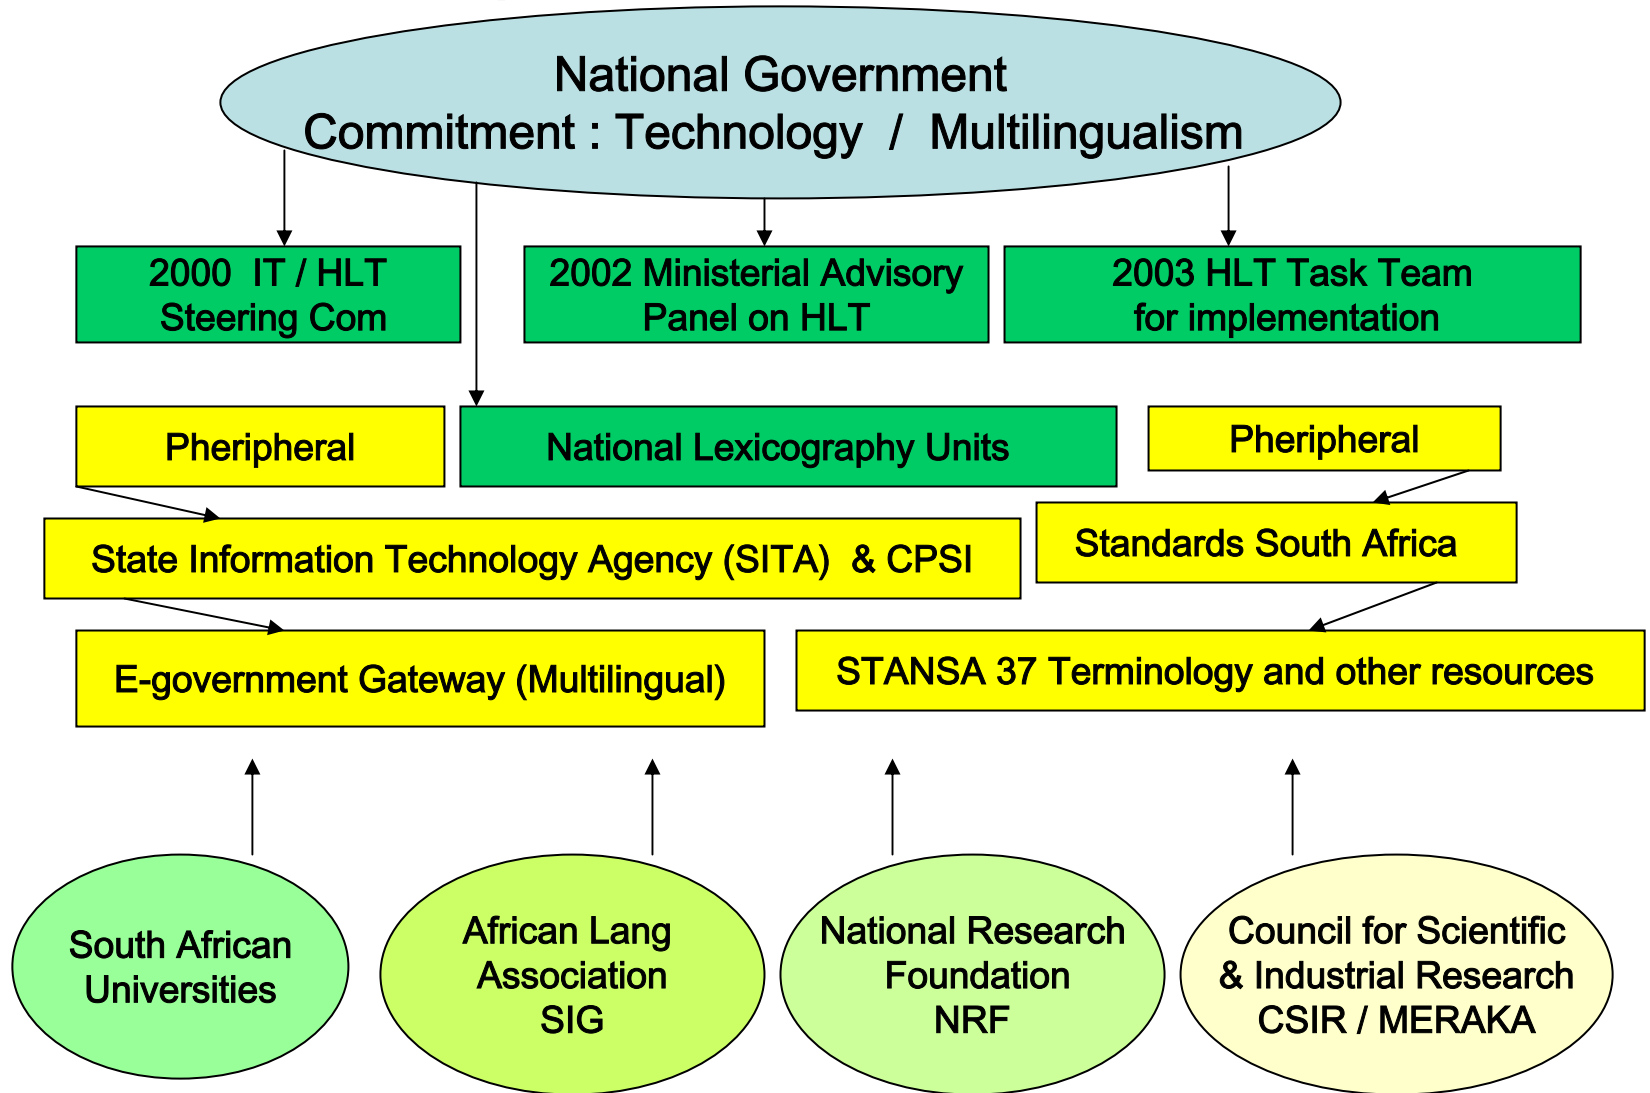 National Government
Commitment : Technology / Multilingualism
2000 IT / HLT
Steering Com
2002 Ministerial Advisory
Panel on HLT
2003 HLT Task Team
for implementation
Pheripheral
National Lexicography Units
Pheripheral
State Information Technology Agency (SITA) & CPSI
Standards South Africa
E-government Gateway (Multilingual)
STANSA 37 Terminology and other resources
South African
Universities
African Lang
Association
SIG
National Research
Foundation
NRF
Council for Scientific
& Industrial Research
CSIR / MERAKA